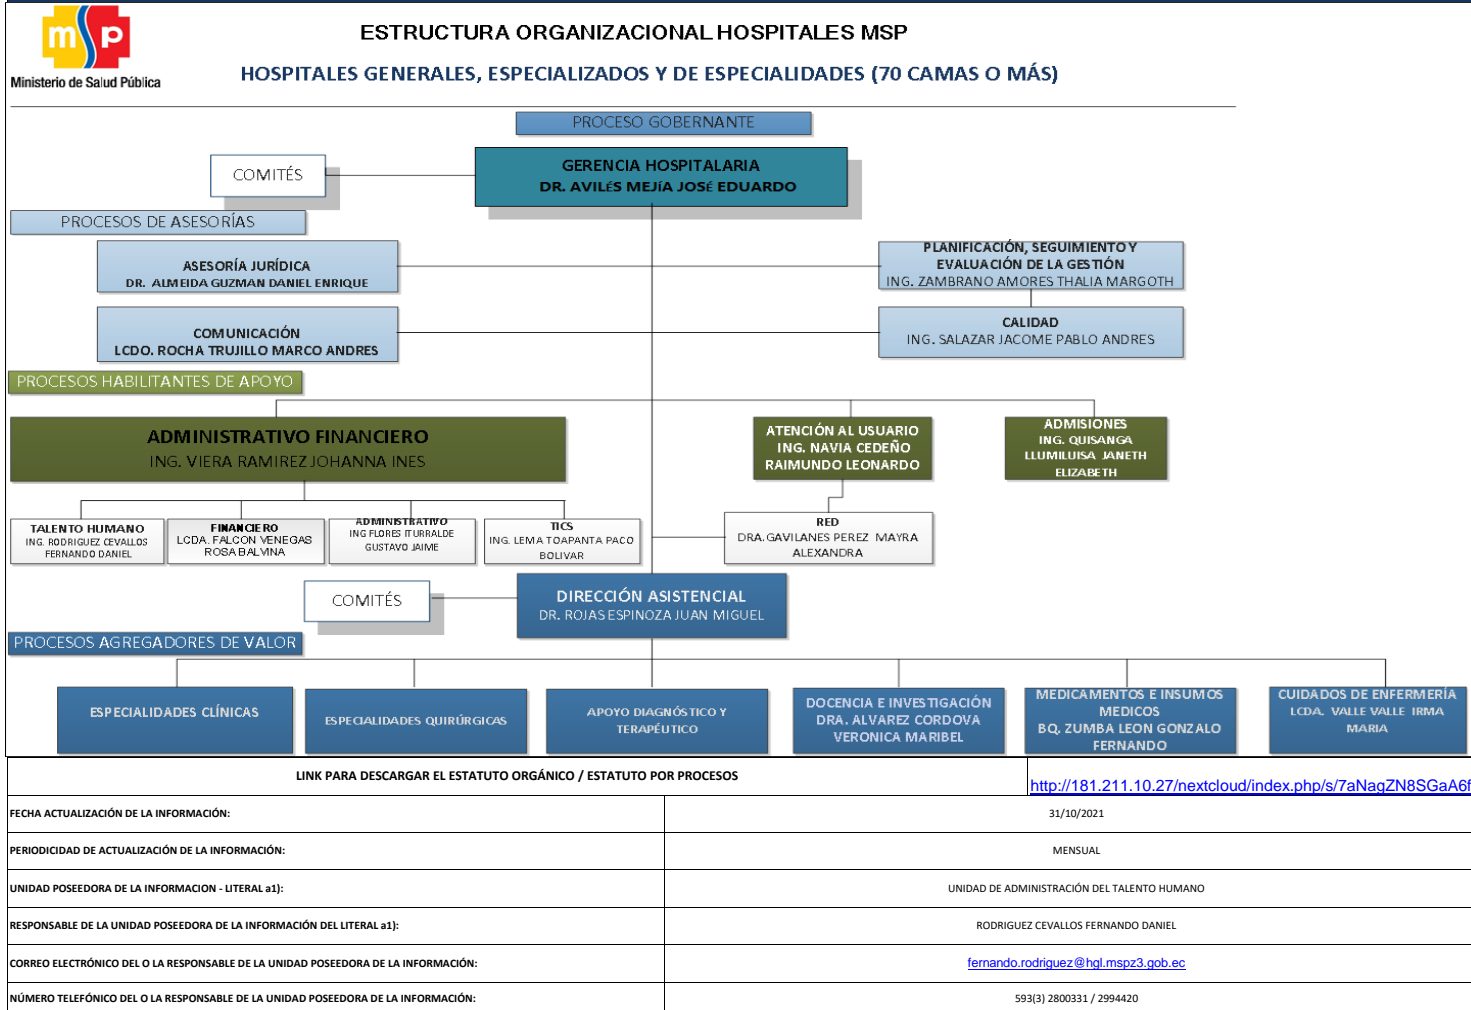 msp
Ministerio de Salud Pública
ESTRUCTURA ORGANIZACIONAL HOSPITALES MSP
HOSPITALES GENERALES, ESPECIALIZADOS Y DE ESPECIALIDADES (70 CAMAS O MÁS)
PROCESO GOBERNANTE
COMITÉS
GERENCIA HOSPITALARIA
DR. AVILÉS MEJÍA JOSÉ EDUARDO
PROCESOS DE ASESORÍAS
ASESORÍA JURÍDICA
DR. ALMEIDA GUZMAN DANIEL ENRIQUE
PLANIFICACIÓN, SEGUIMIENTO Y
EVALUACIÓN DE LA GESTIÓN
ING. ZAMBRANO AMORES THALIA MARGOTH
COMUNICACIÓN
LCDO. ROCHA TRUJILLO MARCO ANDRES
CALIDAD
ING. SALAZAR JACOME PABLO ANDRES
PROCESOS HABILITANTES DE APOYO
ADMINISTRATIVO FINANCIERO
ING. VIERA RAMIREZ JOHANNA INES
ATENCIÓN AL USUARIO
ING. NAVIA CEDEÑO
RAIMUNDO LEONARDO
ADMISIONES
ING. QUISANGA
LLUMILUISA JANETH
ELIZABETH
TALENTO HUMANO
ING. RODRIGUEZ CEVALLOS
FERNANDO DANIEL
FINANCIERO
LCDA. FALCON VENEGAS
ROSA BALVINA
ADMINISTRATIVO
ING FLORES ITURRALDE
GUSTAVO JAIME
TICS
ING. LEMA TOAPANTA PACO
BOLIVAR
RED
DRA.GAVILANES PEREZ MAYRA
ALEXANDRA
COMITÉS
DIRECCIÓN ASISTENCIAL
DR. ROJAS ESPINOZA JUAN MIGUEL
PROCESOS AGREGADORES DE VALOR
ESPECIALIDADES CLÍNICAS
ESPECIALIDADES QUIRÚRGICAS
APOYO DIAGNÓSTICO Y
TERAPÉUTICO
DOCENCIA E INVESTIGACIÓN
DRA. ALVAREZ CORDOVA
VERONICA MARIBEL
MEDICAMENTOS E INSUMOS
MEDICOS
BQ. ZUMBA LEON GONZALO
FERNANDO
CUIDADOS DE ENFERMERÍA
LCDA. VALLE VALLE IRMA
MARIA
LINK PARA DESCARGAR EL ESTATUTO ORGÁNICO / ESTATUTO POR PROCESOS
http://181.211.10.27/nextcloud/index.php/s/7aNagZN8SGaA6f
FECHA ACTUALIZACIÓN DE LA INFORMACIÓN:
31/10/2021
PERIODICIDAD DE ACTUALIZACIÓN DE LA INFORMACIÓN:
MENSUAL
UNIDAD POSEEDORA DE LA INFORMACION - LITERAL a1):
UNIDAD DE ADMINISTRACIÓN DEL TALENTO HUMANO
RESPONSABLE DE LA UNIDAD POSEEDORA DE LA INFORMACIÓN DEL LITERAL a1):
RODRIGUEZ CEVALLOS FERNANDO DANIEL
CORREO ELECTRÓNICO DEL O LA RESPONSABLE DE LA UNIDAD POSEEDORA DE LA INFORMACIÓN:
fernando.rodriguez@hgl.mspz3.gob.ec
NÚMERO TELEFÓNICO DEL O LA RESPONSABLE DE LA UNIDAD POSEEDORA DE LA INFORMACIÓN:
593(3) 2800331 / 2994420